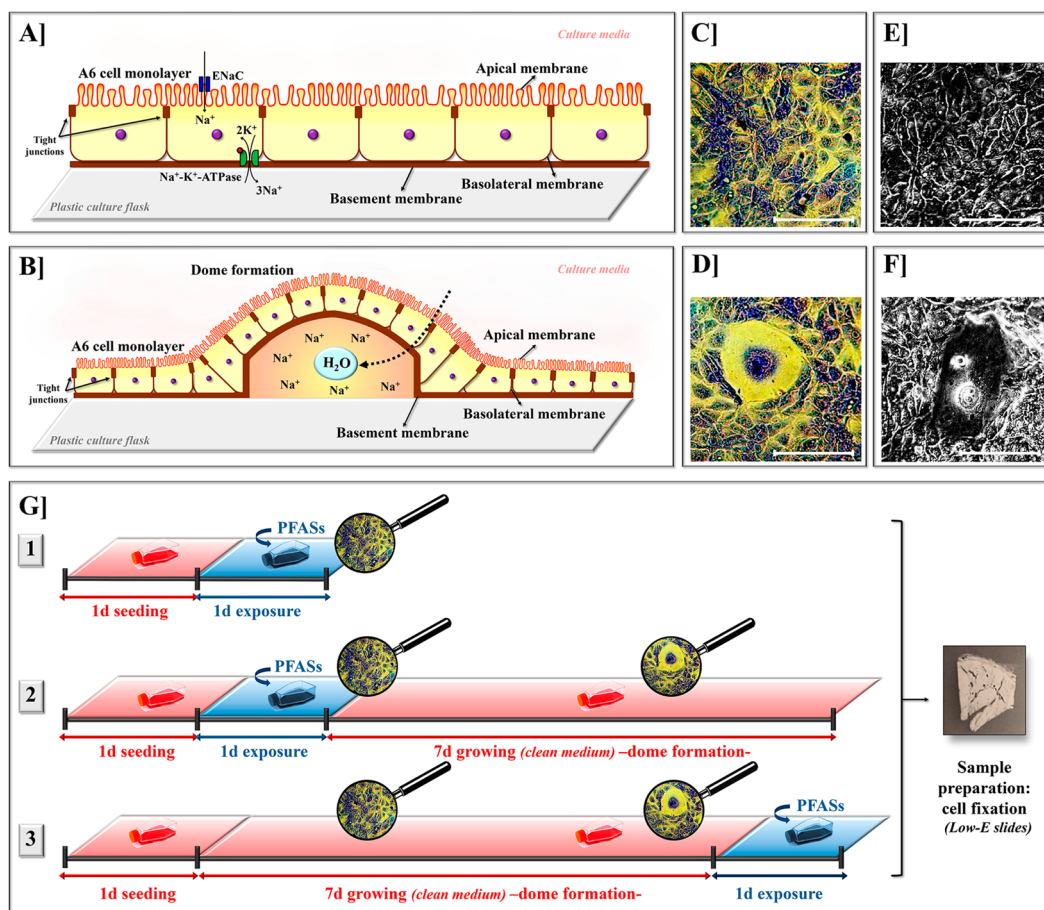 A]
Culture media
A6 cell monolayer
ENaC
Apical membrane
Na⁺
Tight
junctions
2K⁺
Na⁺-K⁺-ATPase
3Na⁺
Basolateral membrane
Basement membrane
Plastic culture flask
B]
Dome formation
Culture media
A6 cell monolayer
Na⁺ Na⁺
Na⁺ H₂O
Na⁺ Na⁺ Na⁺
Apical membrane
Tight
junctions
Basolateral membrane
Basement membrane
Plastic culture flask
C]
E]
D]
F]
G]
1
PFASs
1d seeding
1d exposure
2
PFASs
1d seeding
1d exposure
7d growing (clean medium) –dome formation-
3
PFASs
1d seeding
7d growing (clean medium) –dome formation-
1d exposure
Sample
preparation:
cell fixation
(Low-E slides)